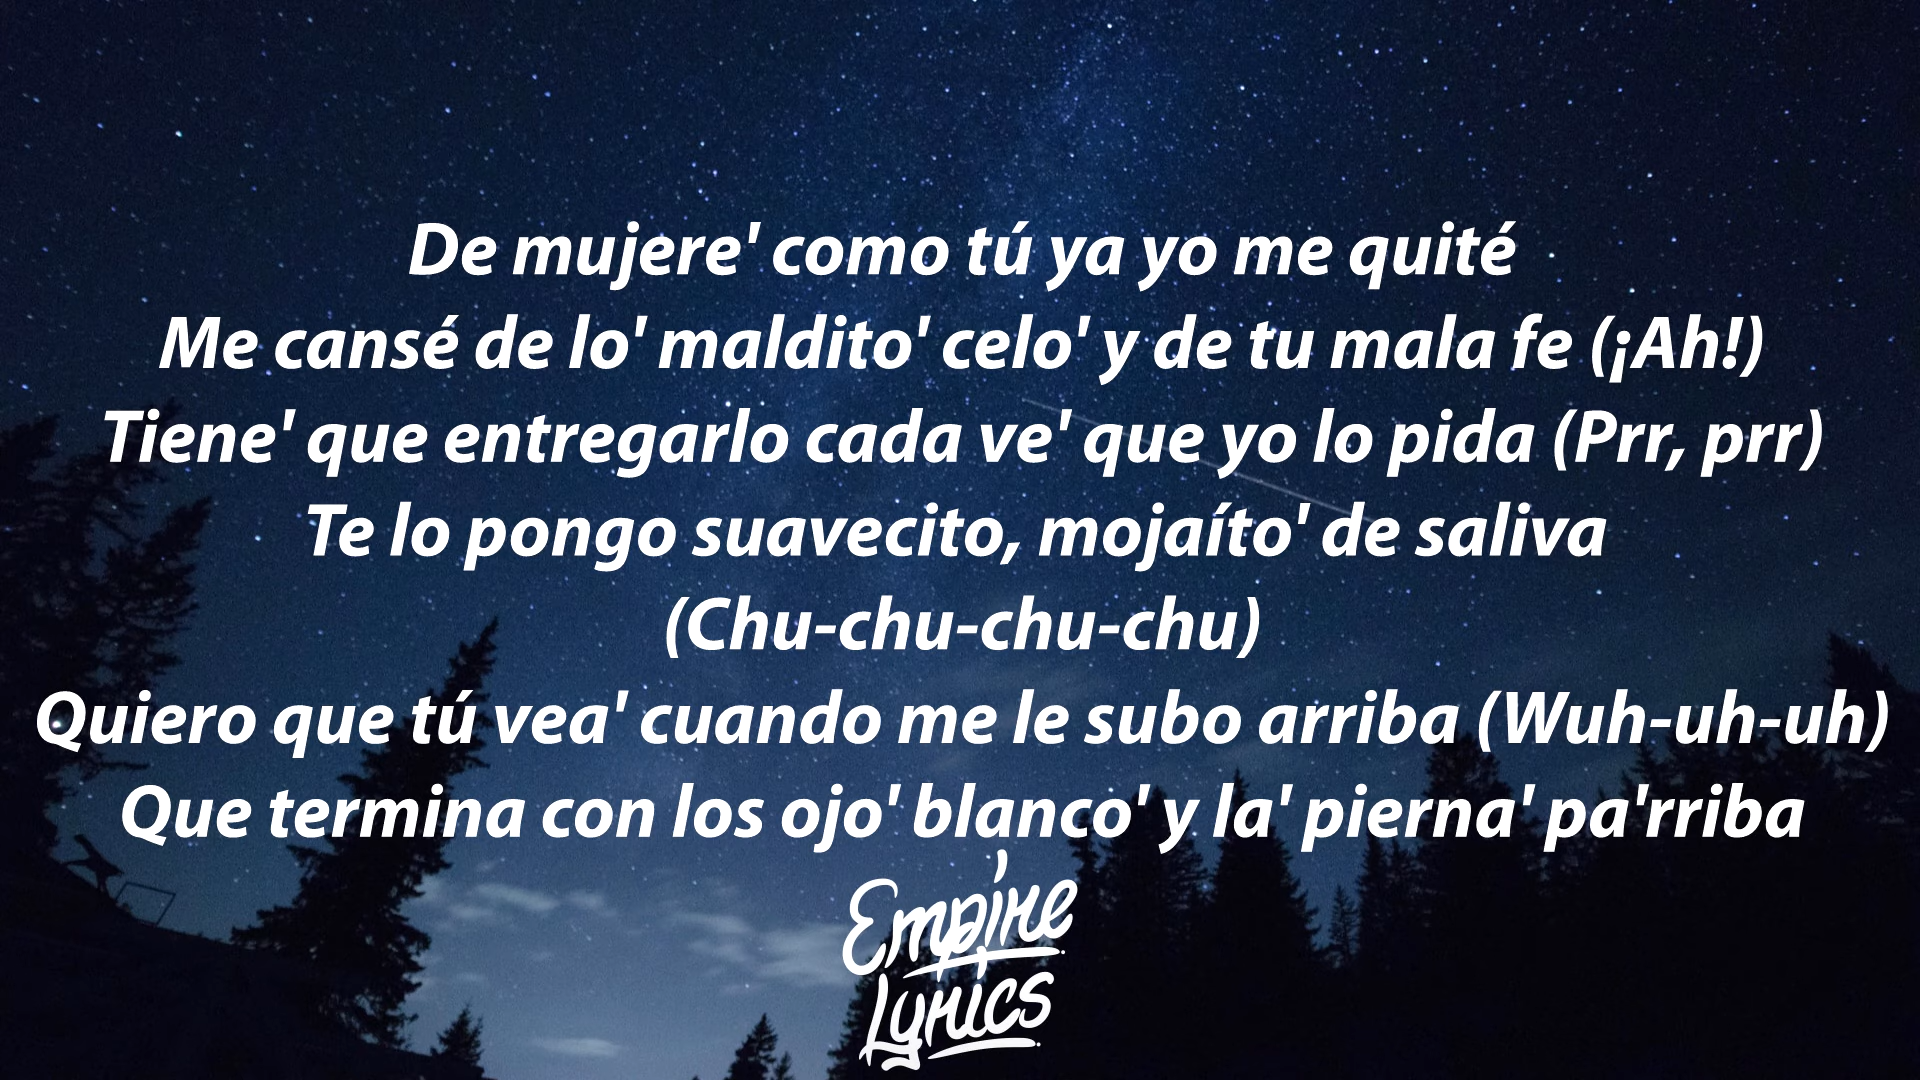 De mujere' como tú ya yo me quité
Me cansé de lo' maldito' celo' y de tu mala fe (¡Ah!)
Tiene' que entregarlo cada ve' que yo lo pida (Prr, prr)
Te lo pongo suavecito, mojaíto' de saliva
(Chu-chu-chu-chu)
Quiero que tú vea' cuando me le subo arriba (Wuh-uh-uh)
Que termina con los ojo' blanco' y la' pierna' pa'rriba
Empire
Lyrics